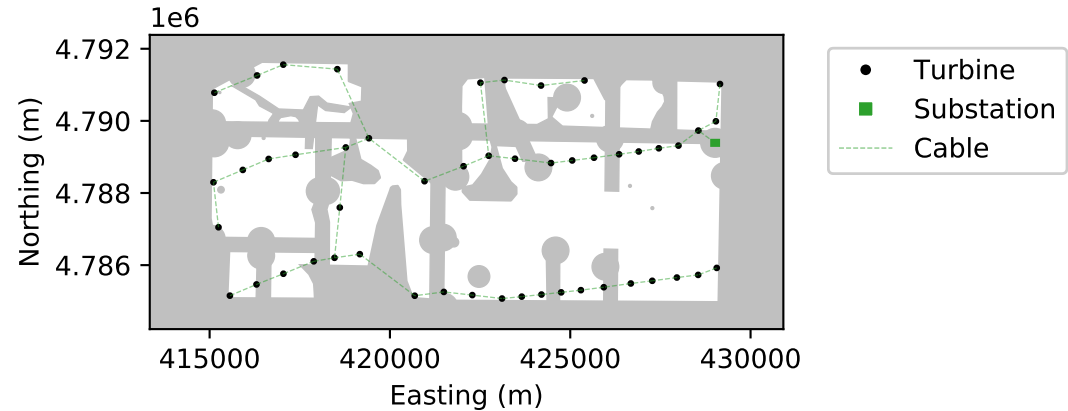 1e6
4.792
4.790
4.788
4.786
Northing (m)
415000 420000 425000 430000
Easting (m)
Turbine
Substation
Cable